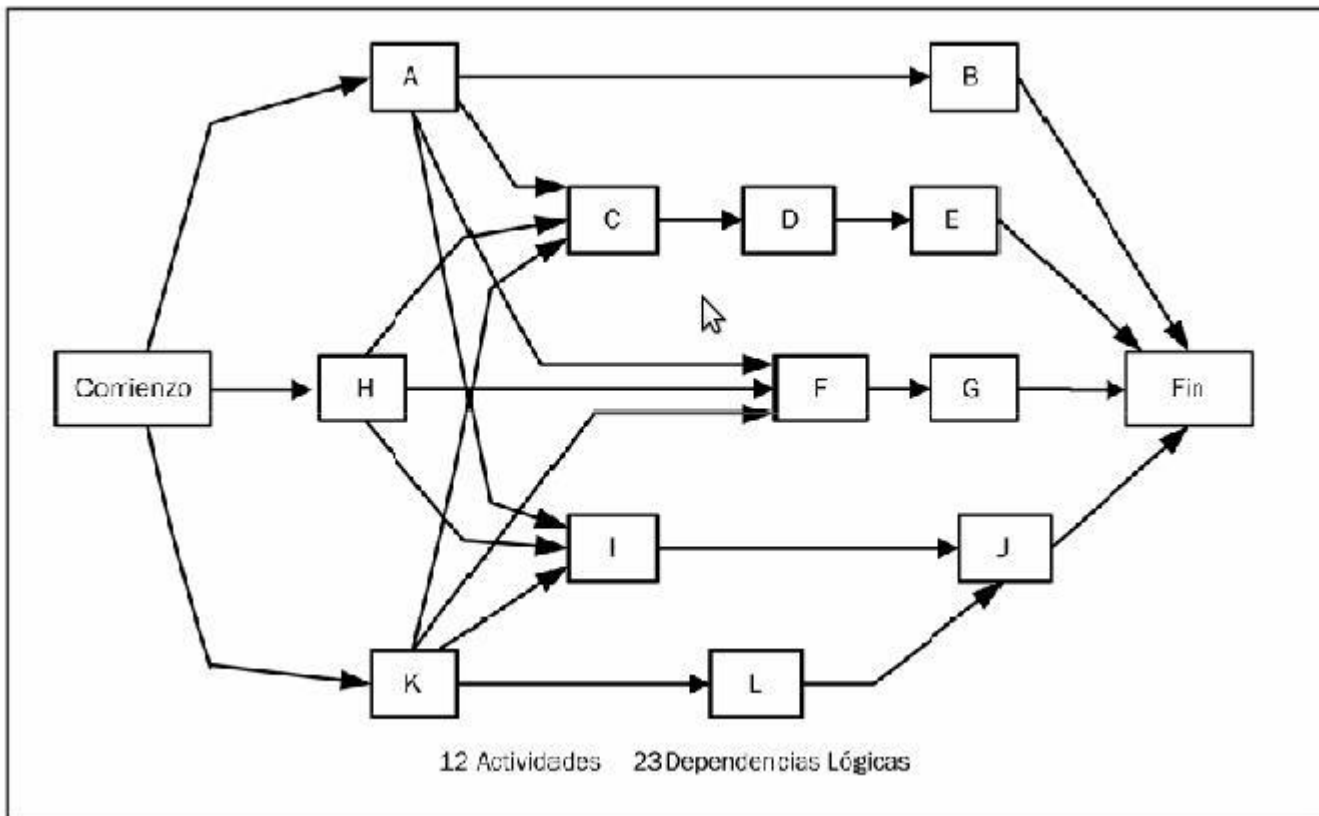 A
B
C
D
E
Comienzo
H
F
G
Fin
I
J
K
L
12 Actividades 23 Dependencias Lógicas